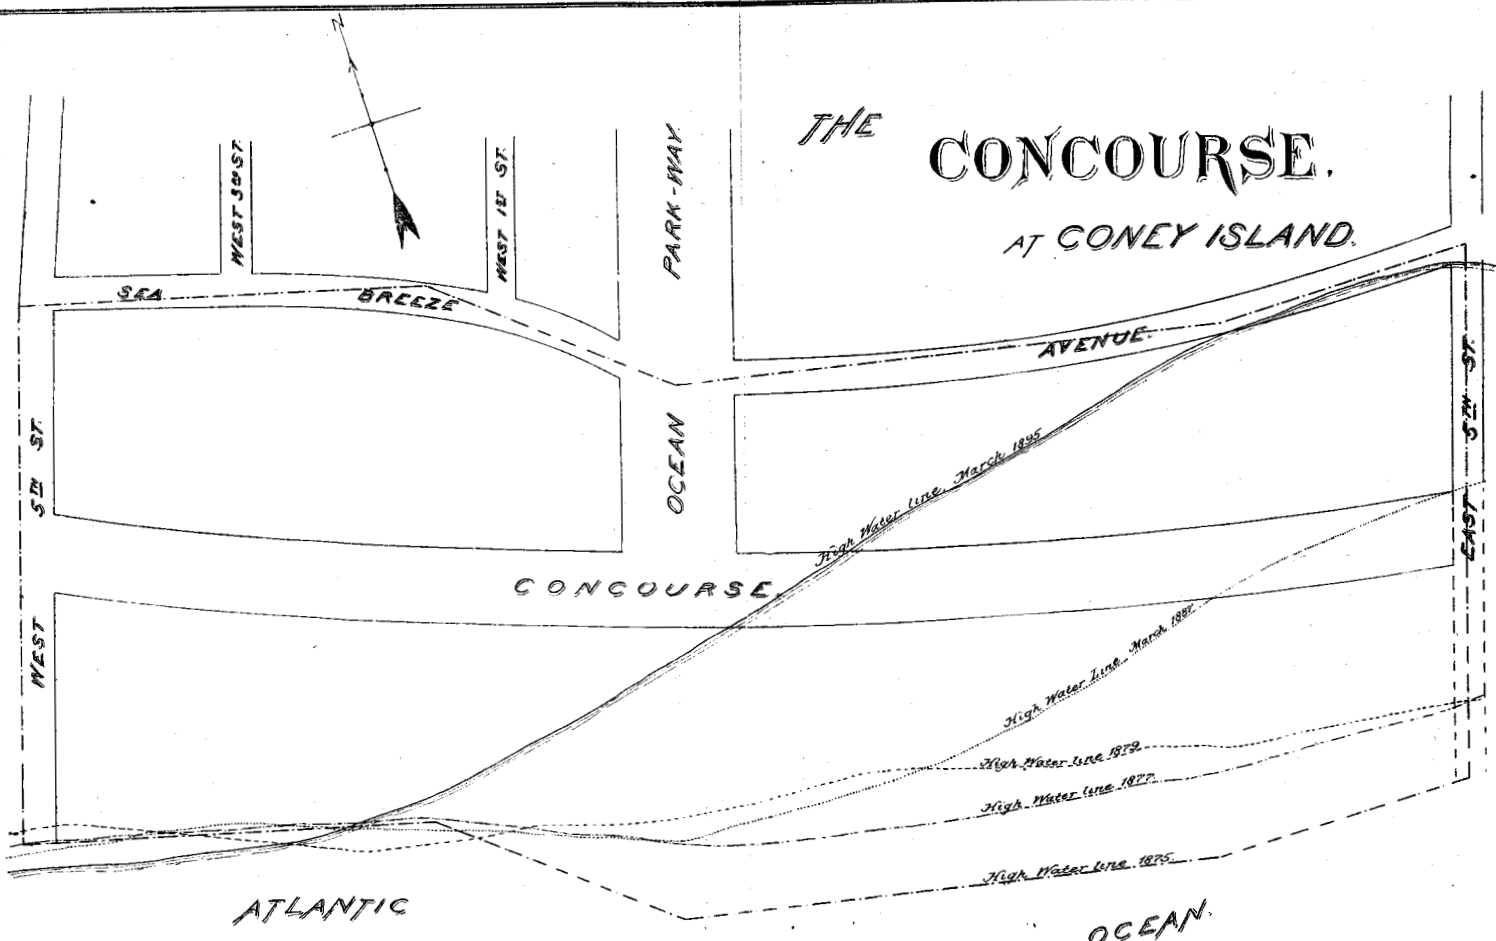 N
THE
CONCOURSE.
AT CONEY ISLAND.
WEST 3RD ST.
WEST 1ST ST.
PARK-WAY.
SEA BREEZE AVENUE.
OCEAN
WEST 5TH ST.
EAST 5TH ST.
CONCOURSE.
High Water line, March 1895
High Water Line, March 1887.
High Water line 1879.
High Water line 1877.
High Water line 1875.
ATLANTIC OCEAN.